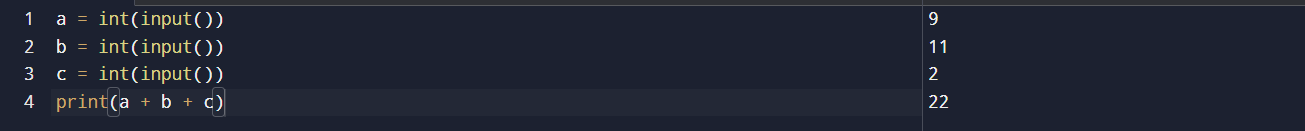 1 a = int(input()) 9
2 b = int(input()) 11
3 c = int(input()) 2
4 print(a + b + c) 22